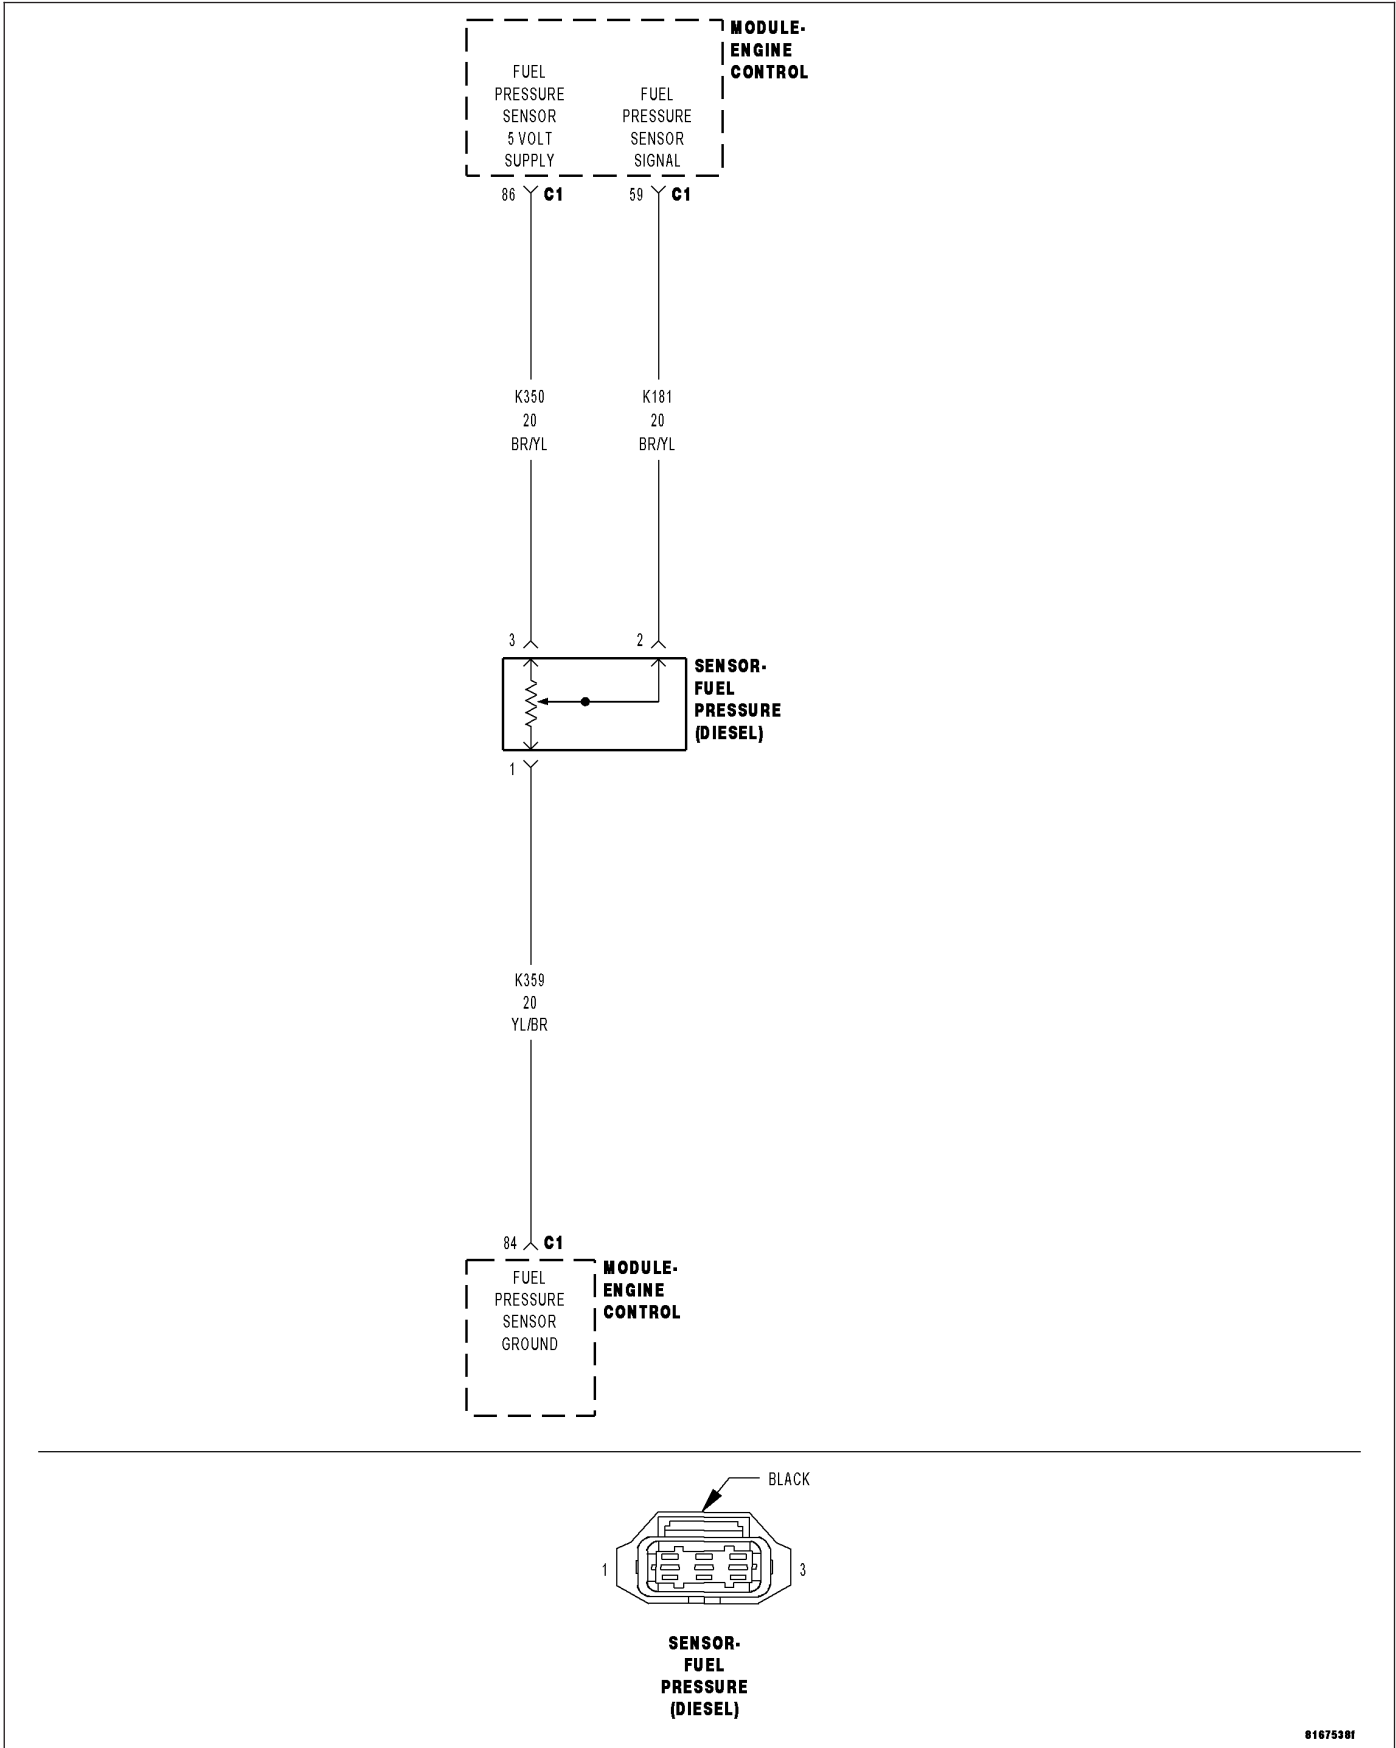 MODULE-
ENGINE
CONTROL
FUEL
PRESSURE
SENSOR
5 VOLT
SUPPLY
FUEL
PRESSURE
SENSOR
SIGNAL
86 C1
59 C1
K350
20
BR/YL
K181
20
BR/YL
3
2
SENSOR-
FUEL
PRESSURE
(DIESEL)
1
K359
20
YL/BR
84 C1
MODULE-
ENGINE
CONTROL
FUEL
PRESSURE
SENSOR
GROUND
BLACK
1
3
SENSOR-
FUEL
PRESSURE
(DIESEL)
8167538f